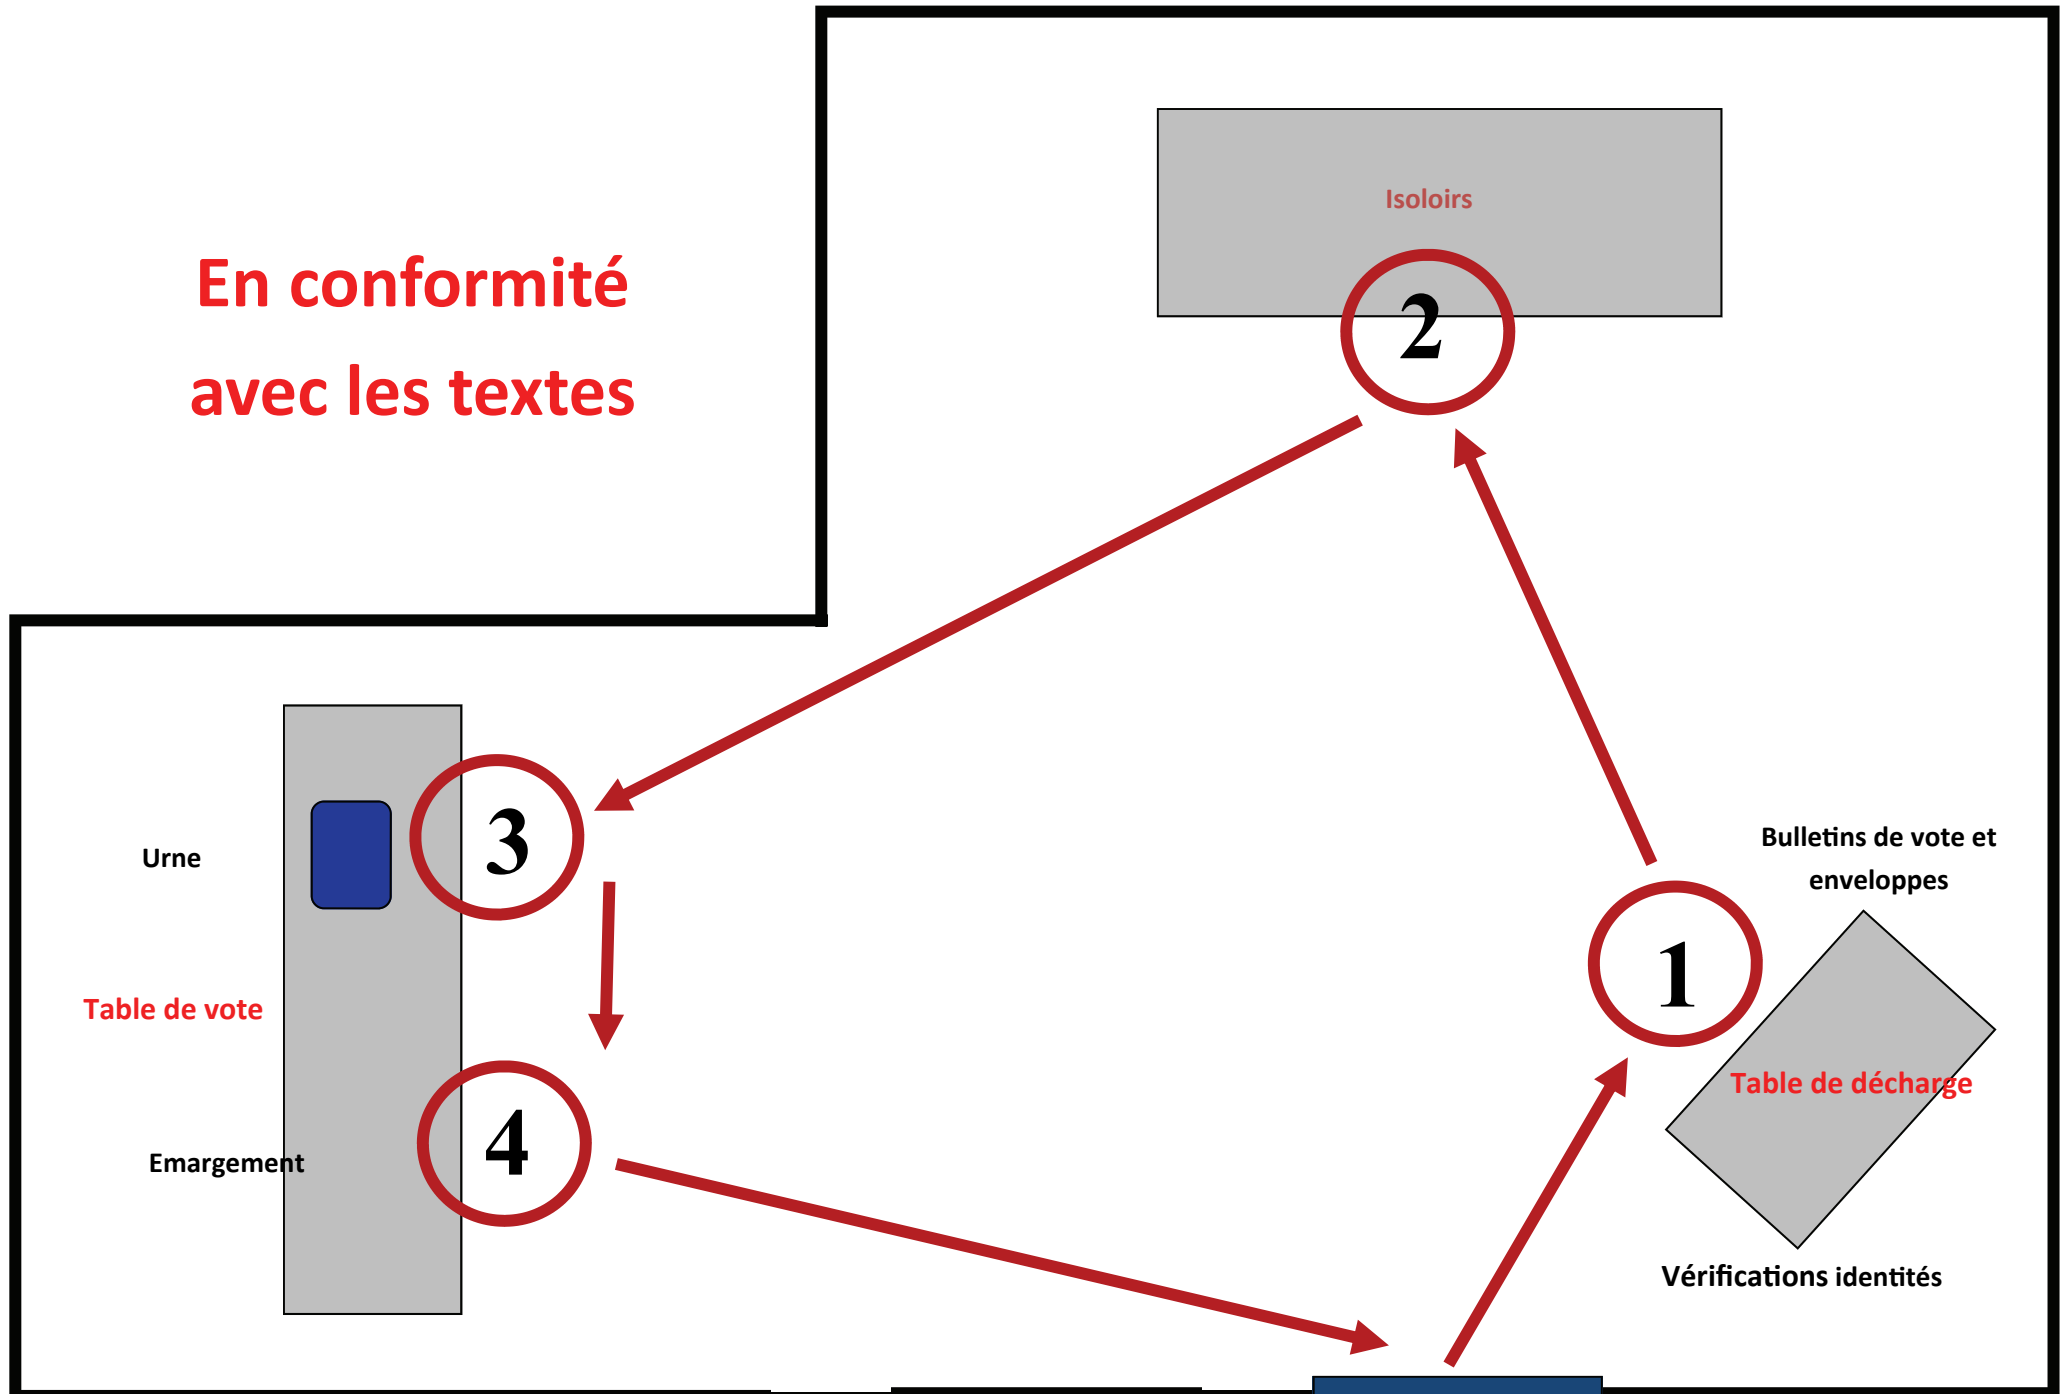 En conformité
avec les textes
Isoloirs
2
3
Urne
Bulletins de vote et
enveloppes
1
Table de vote
Table de décharge
4
Emargement
Vérifications identités